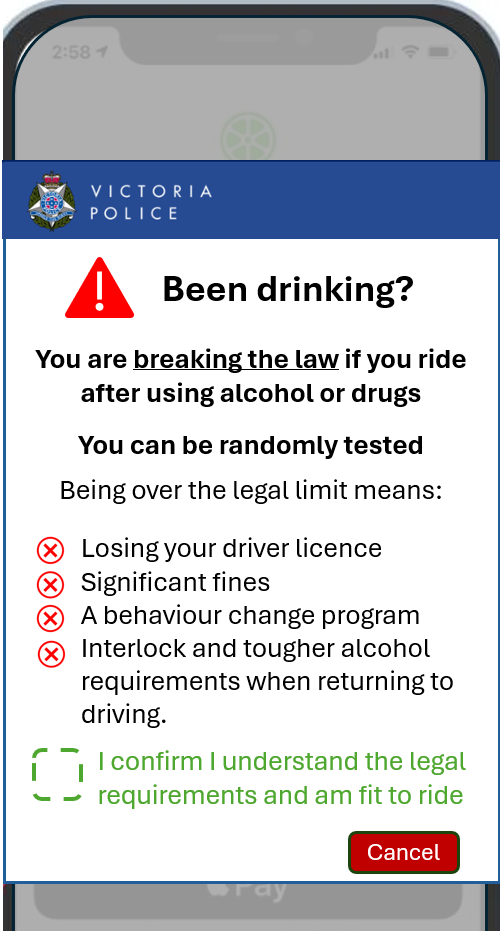 2:58
VICTORIA
POLICE
Been drinking?
You are breaking the law if you ride
after using alcohol or drugs
You can be randomly tested
Being over the legal limit means:
Losing your driver licence
Significant fines
A behaviour change program
Interlock and tougher alcohol
requirements when returning to
driving.
I confirm I understand the legal
requirements and am fit to ride
Cancel
Pay